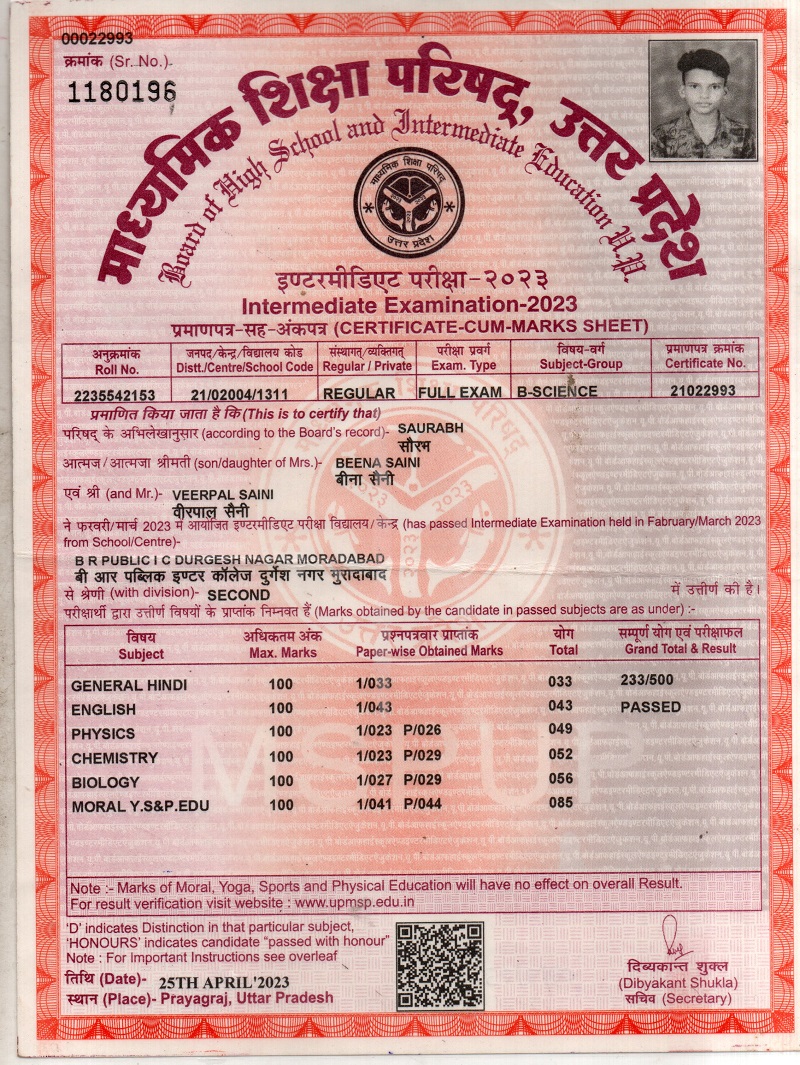 00022993
क्रमांक (Sr. No.)-
1180196
माध्यमिक शिक्षा परिषद्, उत्तर प्रदेश
Board of High School and Intermediate Education U.P.
माध्यमिक शिक्षा परिषद्
उत्तर प्रदेश
इण्टरमीडिएट परीक्षा-२०२३
Intermediate Examination-2023
प्रमाणपत्र-सह-अंकपत्र (CERTIFICATE-CUM-MARKS SHEET)
अनुक्रमांक जनपद/केन्द्र/विद्यालय कोड संस्थागत/व्यक्तिगत् परीक्षा प्रवर्ग विषय-वर्ग प्रमाणपत्र क्रमांक
Roll No. Distt./Centre/School Code Regular / Private Exam. Type Subject-Group Certificate No.
2235542153 21/02004/1311 REGULAR FULL EXAM B-SCIENCE 21022993
प्रमाणित किया जाता है कि (This is to certify that)
परिषद् के अभिलेखानुसार (according to the Board's record)- SAURABH
सौरभ
आत्मज/आत्मजा श्रीमती (son/daughter of Mrs.)- BEENA SAINI
बीना सैनी
एवं श्री (and Mr.)- VEERPAL SAINI
वीरपाल सैनी
ने फरवरी/मार्च 2023 में आयोजित इण्टरमीडिएट परीक्षा विद्यालय/केन्द्र (has passed Intermediate Examination held in Fabruary/March 2023
from School/Centre)-
B R PUBLIC I C DURGESH NAGAR MORADABAD
बी आर पब्लिक इण्टर कॉलेज दुर्गेश नगर मुरादाबाद
से श्रेणी (with division)- SECOND में उत्तीर्ण की है।
परीक्षार्थी द्वारा उत्तीर्ण विषयों के प्राप्तांक निम्नवत हैं (Marks obtained by the candidate in passed subjects are as under) :-
विषय अधिकतम अंक प्रश्नपत्रवार प्राप्तांक योग सम्पूर्ण योग एवं परीक्षाफल
Subject Max. Marks Paper-wise Obtained Marks Total Grand Total & Result
GENERAL HINDI 100 1/033 033 233/500
ENGLISH 100 1/043 043 PASSED
PHYSICS 100 1/023 P/026 049
CHEMISTRY 100 1/023 P/029 052
BIOLOGY 100 1/027 P/029 056
MORAL Y.S&P.EDU 100 1/041 P/044 085
MSPUP
Note :- Marks of Moral, Yoga, Sports and Physical Education will have no effect on overall Result.
For result verification visit website : www.upmsp.edu.in
'D' indicates Distinction in that particular subject,
'HONOURS' indicates candidate "passed with honour"
Note : For Important Instructions see overleaf
तिथि (Date)- 25TH APRIL'2023
स्थान (Place)- Prayagraj, Uttar Pradesh
दिब्यकान्त शुक्ल
(Dibyakant Shukla)
सचिव (Secretary)